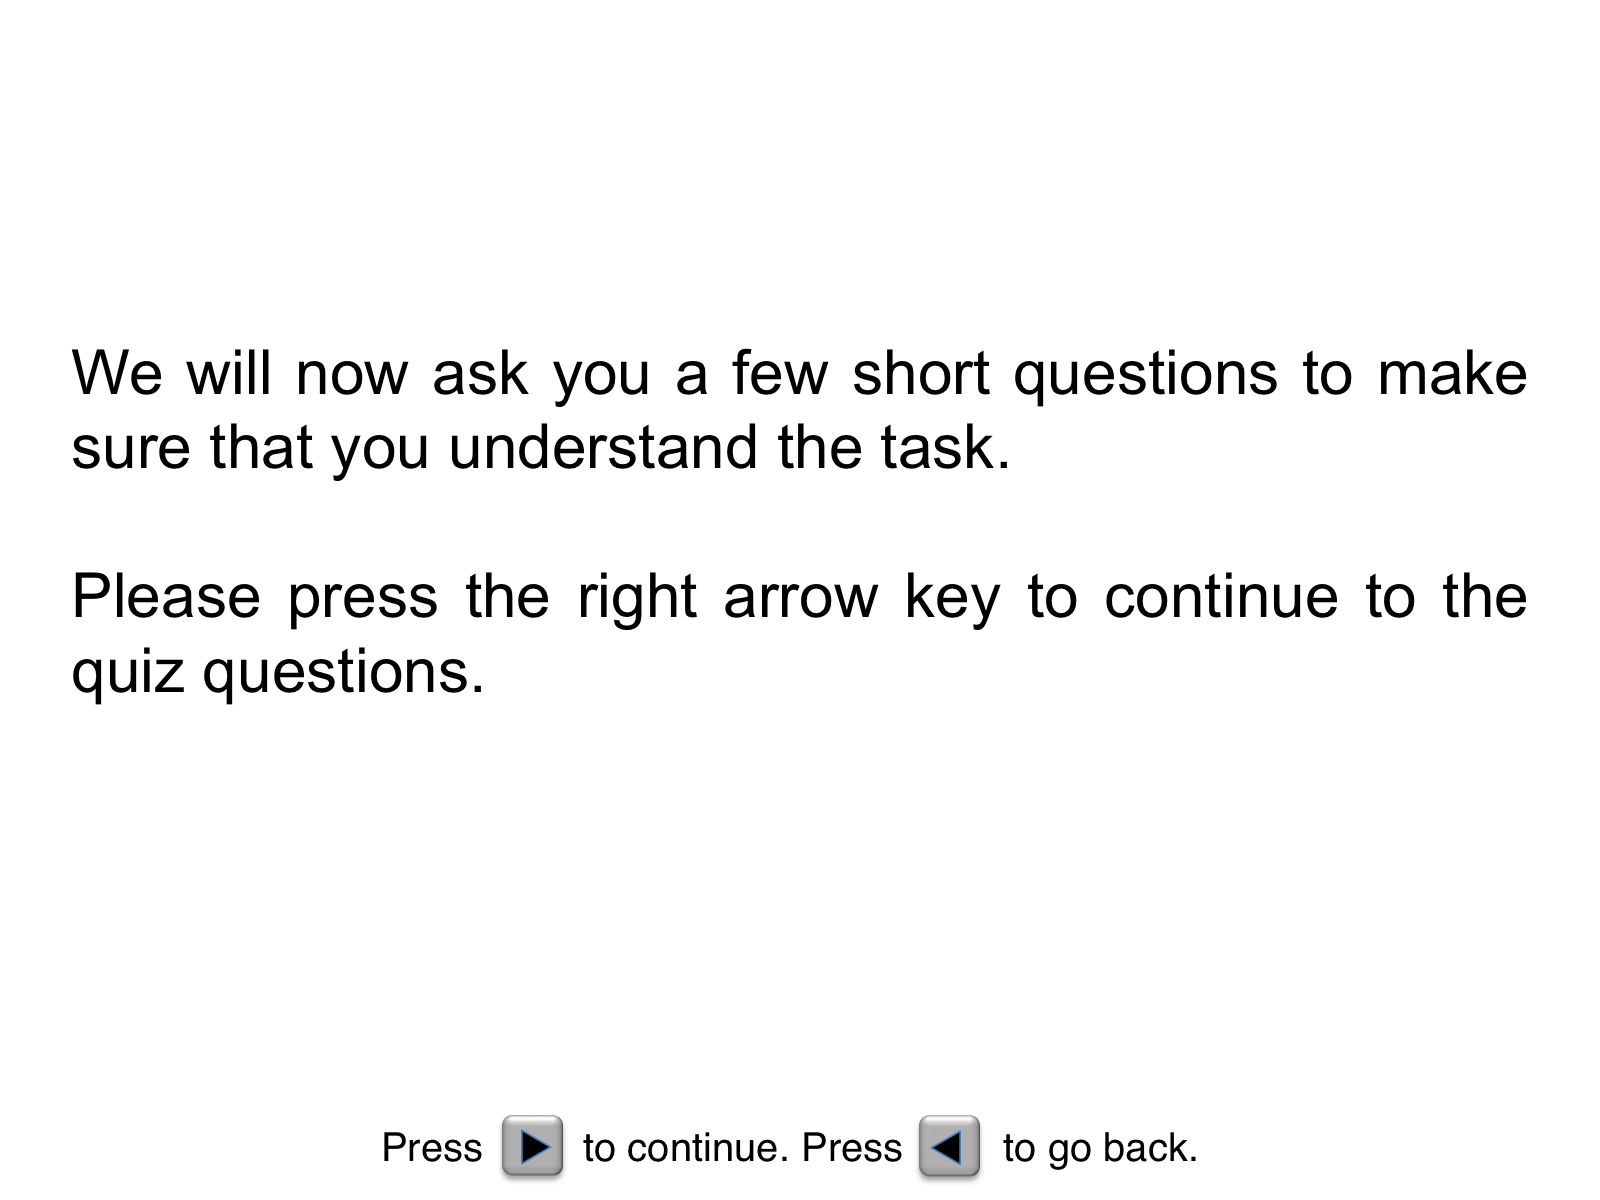 We will now ask you a few short questions to make
sure that you understand the task.
Please press the right arrow key to continue to the
quiz questions.
Press to continue. Press to go back.